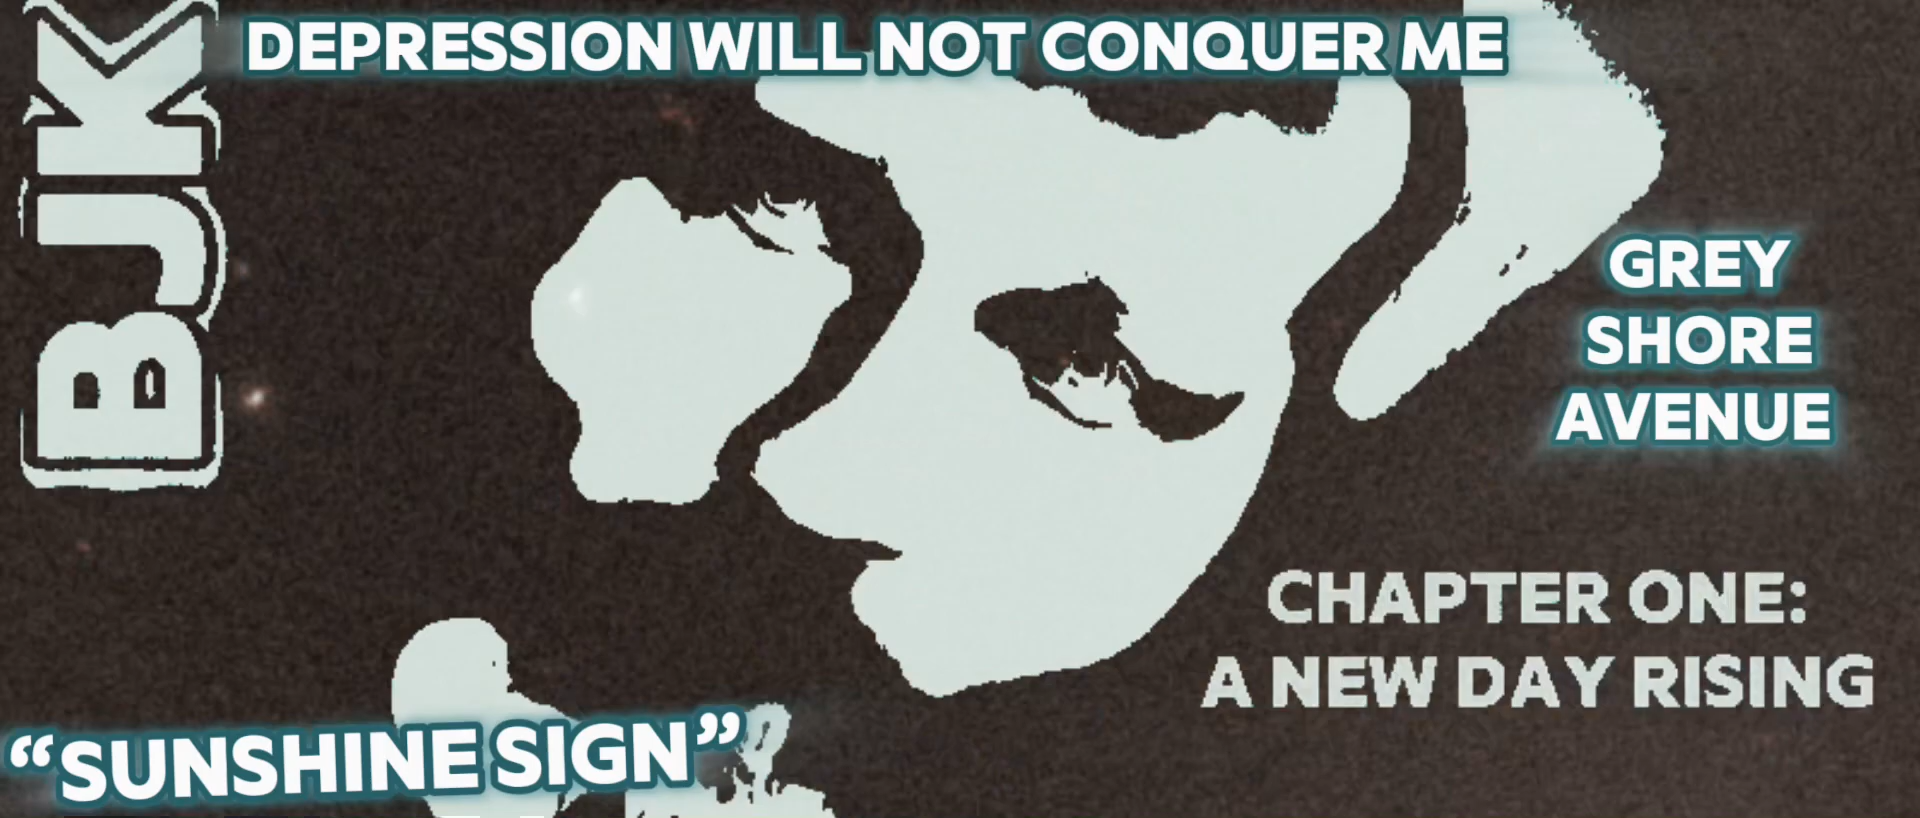 DEPRESSION WILL NOT CONQUER ME
BJK
GREY
SHORE
AVENUE
CHAPTER ONE:
A NEW DAY RISING
“SUNSHINE SIGN”